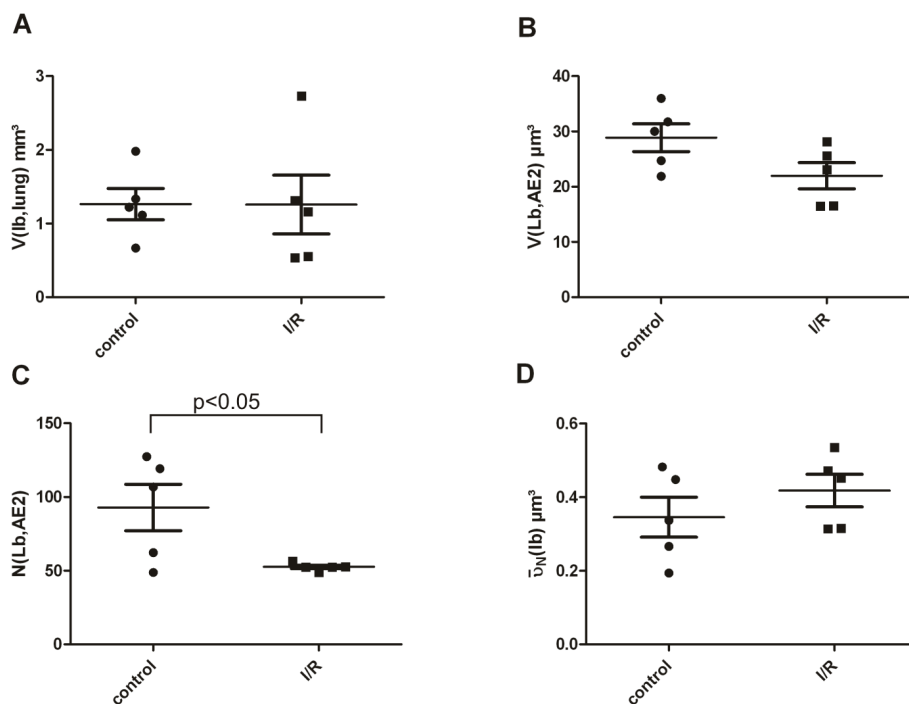 A
V(lb,lung) mm³
3
2
1
0
control
I/R
B
V(Lb,AE2) µm³
40
30
20
10
0
control
I/R
C
p<0.05
N(Lb,AE2)
150
100
50
0
control
I/R
D
ῡN(lb) µm³
0.6
0.4
0.2
0.0
control
I/R